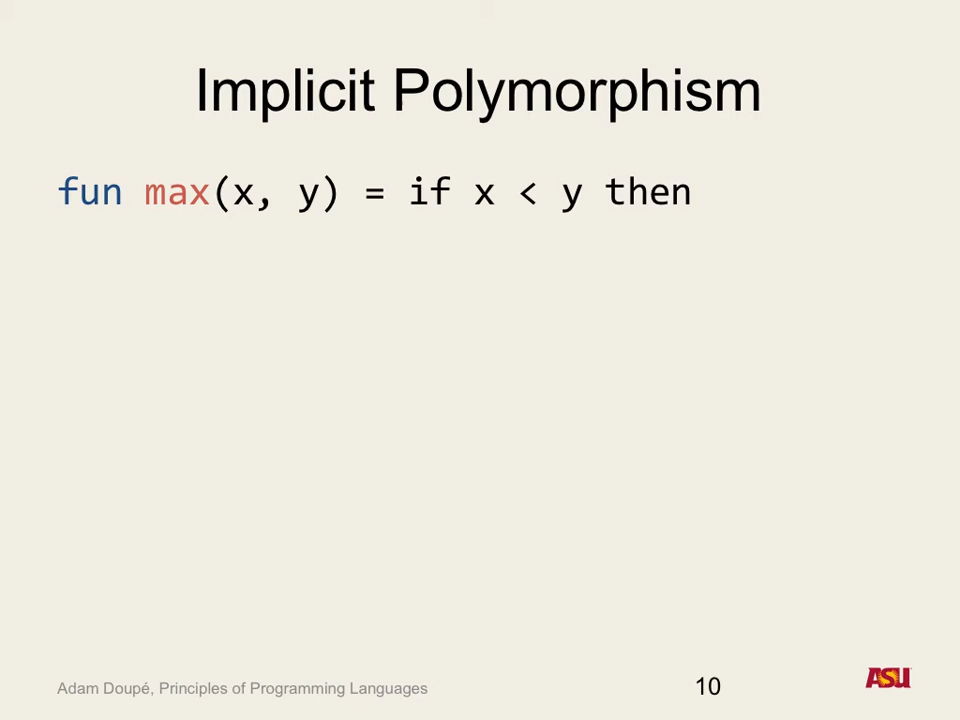 Implicit Polymorphism
fun max(x, y) = if x < y then
Adam Doupé, Principles of Programming Languages
10
ASU